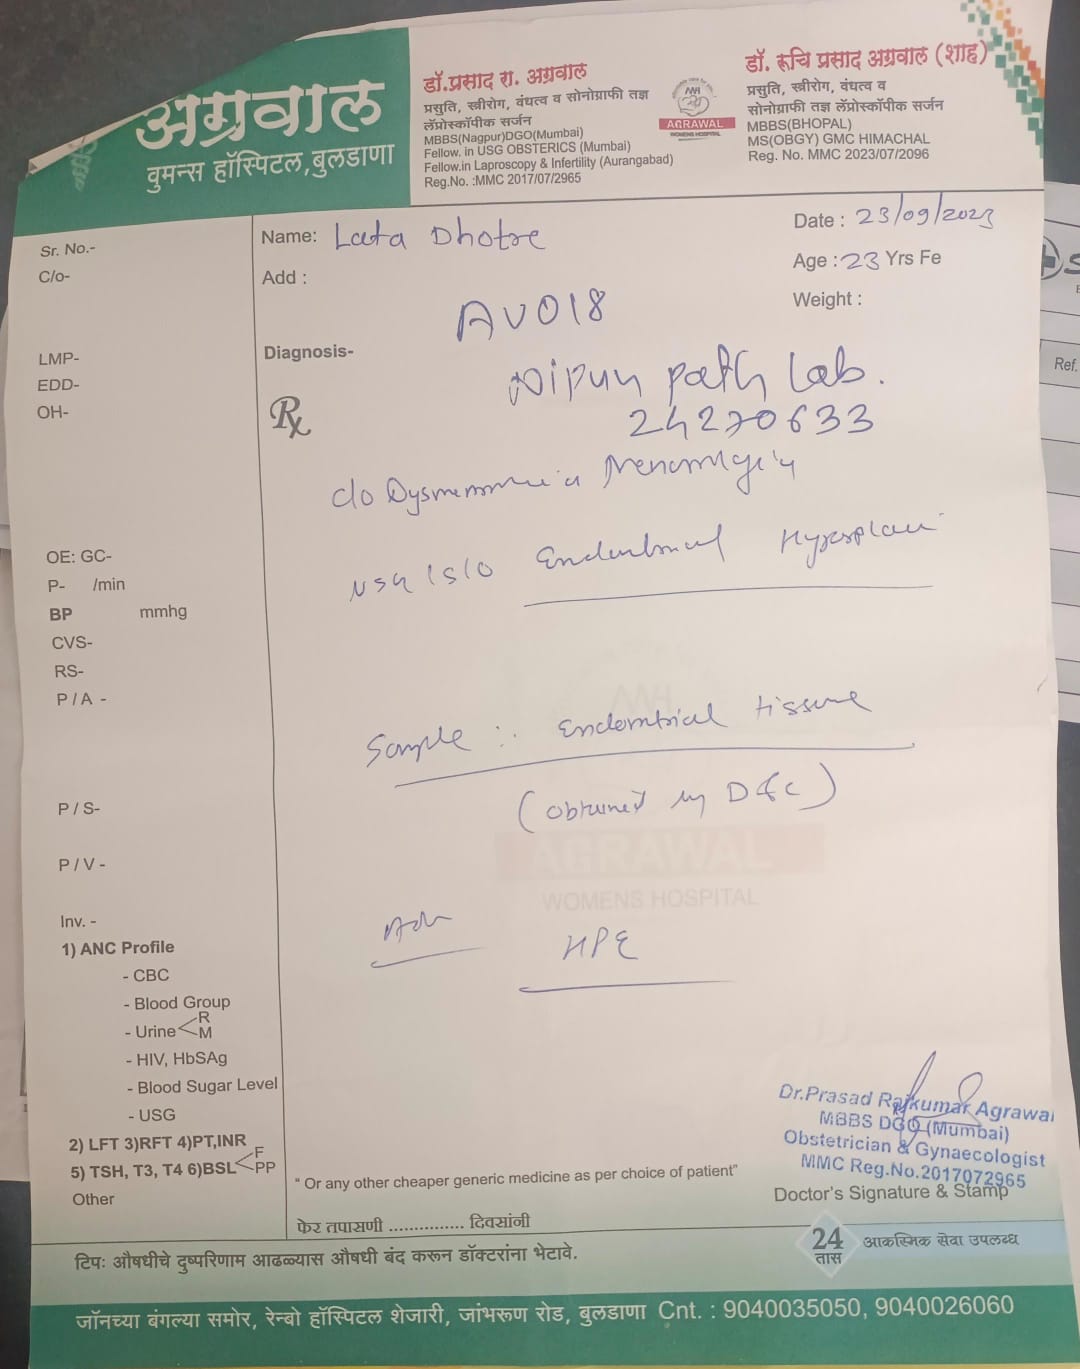 अग्रवाल
वुमन्स हॉस्पिटल,बुलडाणा
डॉ.प्रसाद रा. अग्रवाल
प्रसुति, स्त्रीरोग, वंधत्व व सोनोग्राफी तज्ञ
लॅप्रोस्कॉपीक सर्जन
MBBS(Nagpur)DGO(Mumbai)
Fellow. in USG OBSTERICS (Mumbai)
Fellow.in Laproscopy & Infertility (Aurangabad)
Reg.No. :MMC 2017/07/2965
AGRAWAL
WOMENS HOSPITAL
डॉ. रूचि प्रसाद अग्रवाल (शाह)
प्रसुति, स्त्रीरोग, वंधत्व व
सोनोग्राफी तज्ञ लॅप्रोस्कॉपीक सर्जन
MBBS(BHOPAL)
MS(OBGY) GMC HIMACHAL
Reg. No. MMC 2023/07/2096
Sr. No.-
C/o-
Name: Lata Dhotre
Date : 23/09/2023
Add :
Age : 23 Yrs Fe
Weight :
AV018
LMP-
EDD-
OH-
Diagnosis-
Nipun path Lab.
Rx
24270633
c/o Dysmenorrhoea Menorrhagia
OE: GC-
P- /min
BP mmhg
CVS-
RS-
P / A -
USG S/O Endometrial Hyperplasia
Sample :. Endometrial tissue
(obtained by D & C)
P / S-
P / V -
AGRAWAL
WOMENS HOSPITAL
Adv
HPE
Inv. -
1) ANC Profile
- CBC
- Blood Group
- Urine R M
- HIV, HbSAg
- Blood Sugar Level
- USG
2) LFT 3)RFT 4)PT,INR
5) TSH, T3, T4 6)BSL F PP
Other
Dr.Prasad Rajkumar Agrawal
MBBS DGO (Mumbai)
Obstetrician & Gynaecologist
MMC Reg.No.2017072965
Doctor's Signature & Stamp
" Or any other cheaper generic medicine as per choice of patient"
फेर तपासणी .............. दिवसांनी
टिपः औषधीचे दुष्परिणाम आढळ्यास औषधी बंद करून डॉक्टरांना भेटावे.
24 तास
आकस्मिक सेवा उपलब्ध
जॉनच्या बंगल्या समोर, रेन्बो हॉस्पिटल शेजारी, जांभरूण रोड, बुलडाणा Cnt. : 9040035050, 9040026060
Ref.